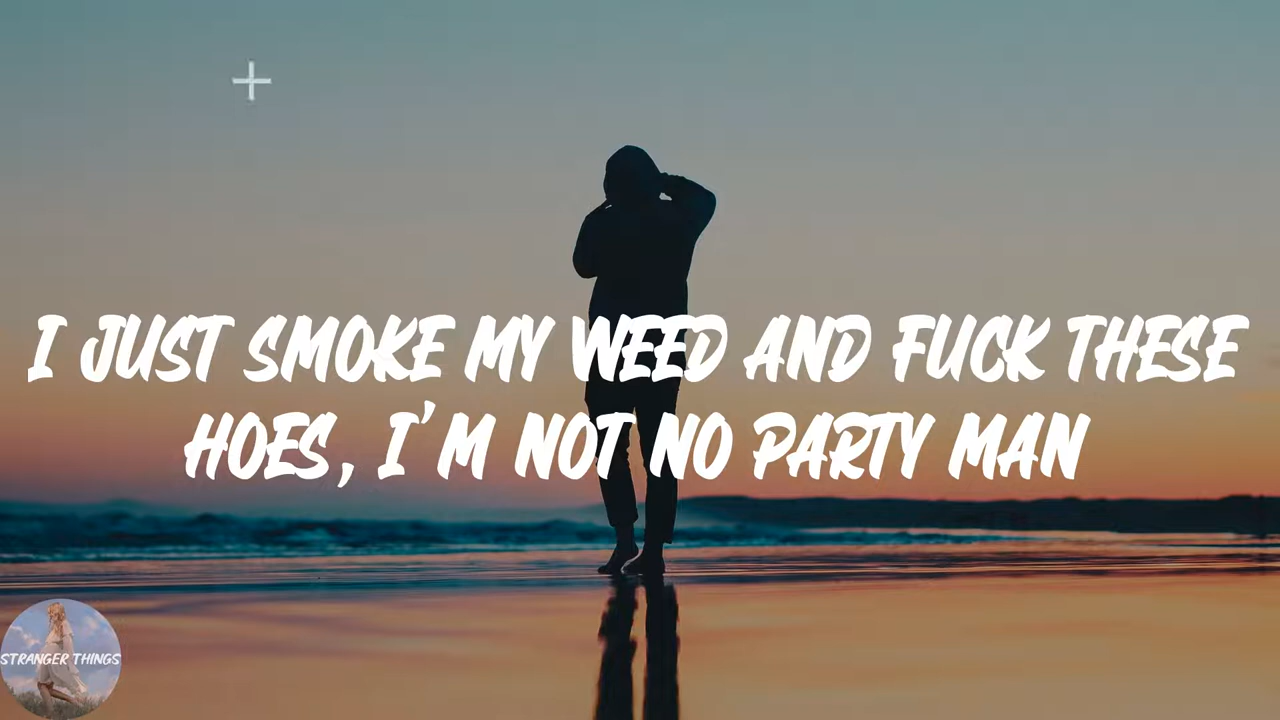 I JUST SMOKE MY WEED AND FUCK THESE
HOES, I'M NOT NO PARTY MAN
STRANGER THINGS